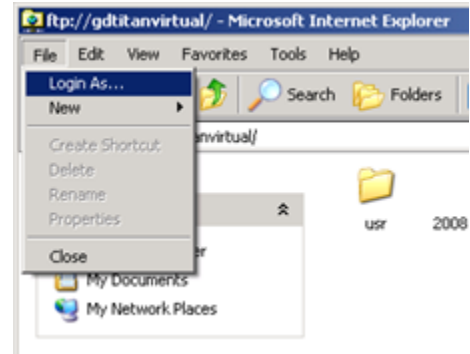 ftp://gdtitanvirtual/ - Microsoft Internet Explorer
File Edit View Favorites Tools Help
Login As...
New
Search Folders
Create Shortcut
anvirtual/
Delete
Rename
Properties
usr 2008
Close
er
My Documents
My Network Places